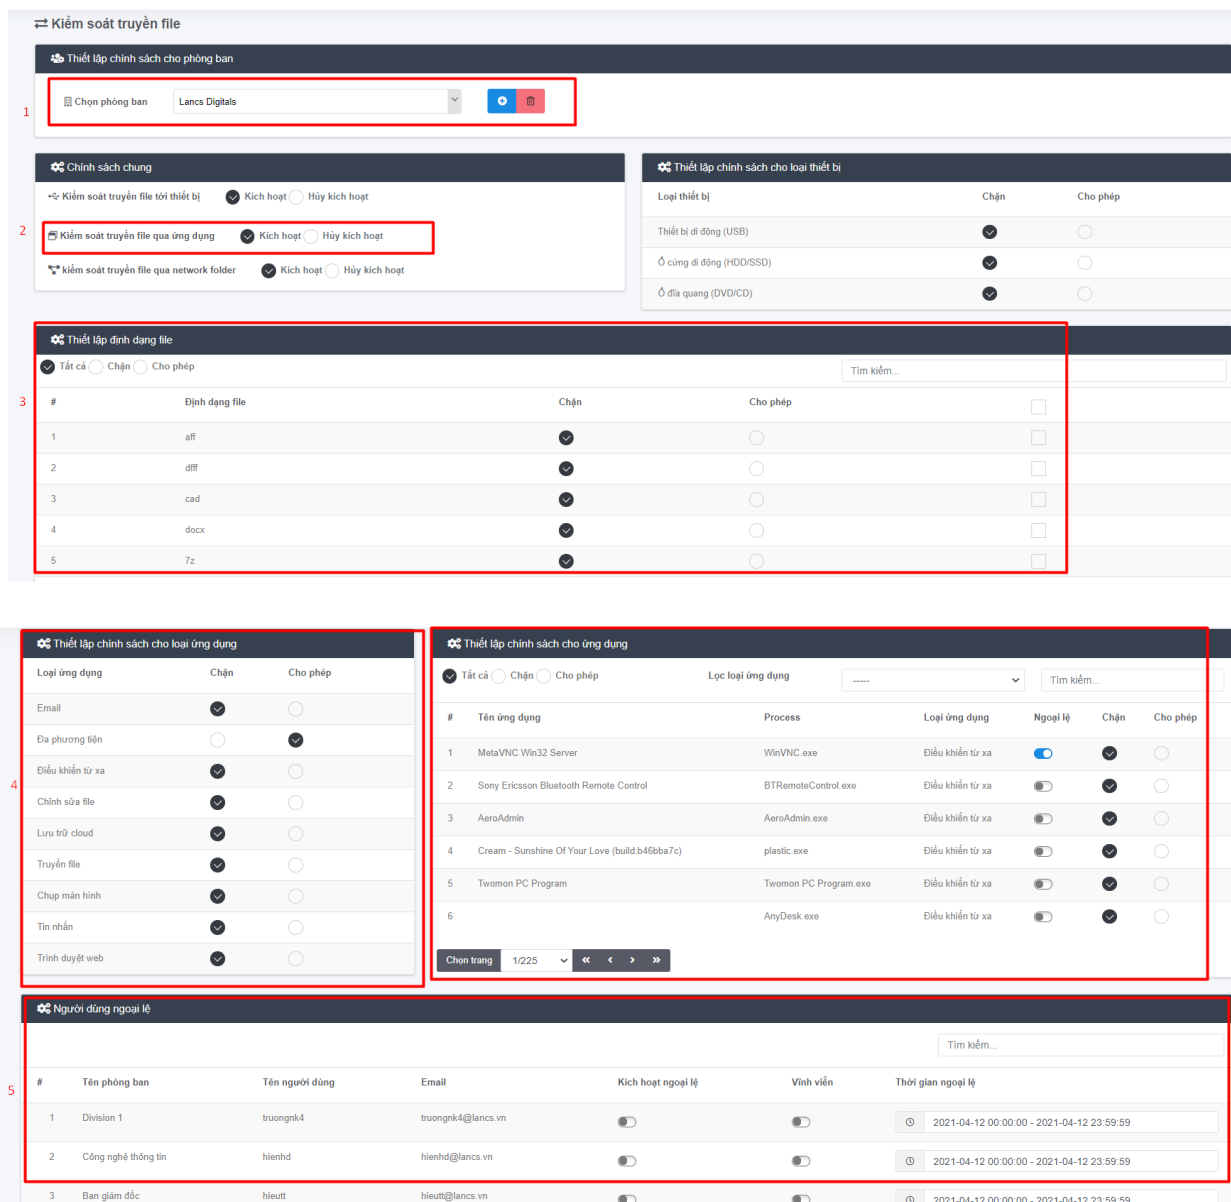 Kiểm soát truyền file
Thiết lập chính sách cho phòng ban
1
Chọn phòng ban Lancs Digitals
Chính sách chung
Kiểm soát truyền file tới thiết bị Kích hoạt Hủy kích hoạt
2
Kiểm soát truyền file qua ứng dụng Kích hoạt Hủy kích hoạt
kiểm soát truyền file qua network folder Kích hoạt Hủy kích hoạt
Thiết lập chính sách cho loại thiết bị
Loại thiết bị Chặn Cho phép
Thiết bị di động (USB)
Ổ cứng di động (HDD/SSD)
Ổ đĩa quang (DVD/CD)
Thiết lập định dạng file
Tất cả Chặn Cho phép Tìm kiếm...
3
# Định dạng file Chặn Cho phép
1 aff
2 dfff
3 cad
4 docx
5 7z
Thiết lập chính sách cho loại ứng dụng
Loại ứng dụng Chặn Cho phép
Email
Đa phương tiện
Điều khiển từ xa
4
Chỉnh sửa file
Lưu trữ cloud
Truyền file
Chụp màn hình
Tin nhắn
Trình duyệt web
Thiết lập chính sách cho ứng dụng
Tất cả Chặn Cho phép Lọc loại ứng dụng ----- Tìm kiếm...
# Tên ứng dụng Process Loại ứng dụng Ngoại lệ Chặn Cho phép
1 MetaVNC Win32 Server WinVNC.exe Điều khiển từ xa
2 Sony Ericsson Bluetooth Remote Control BTRemoteControl.exe Điều khiển từ xa
3 AeroAdmin AeroAdmin.exe Điều khiển từ xa
4 Cream - Sunshine Of Your Love (build:b46bba7c) plastic.exe Điều khiển từ xa
5 Twomon PC Program Twomon PC Program.exe Điều khiển từ xa
6 AnyDesk.exe Điều khiển từ xa
Chọn trang 1/225 « ‹ › »
Người dùng ngoại lệ
Tìm kiếm...
5
# Tên phòng ban Tên người dùng Email Kích hoạt ngoại lệ Vĩnh viễn Thời gian ngoại lệ
1 Division 1 truongnk4 truongnk4@lancs.vn 2021-04-12 00:00:00 - 2021-04-12 23:59:59
2 Công nghệ thông tin hienhd hienhd@lancs.vn 2021-04-12 00:00:00 - 2021-04-12 23:59:59
3 Ban giám đốc hieutt hieutt@lancs.vn 2021-04-12 00:00:00 - 2021-04-12 23:59:59